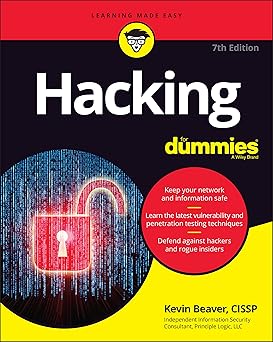 LEARNING MADE EASY
7th Edition
Hacking
for
dummies
A Wiley Brand
Keep your network
and information safe
Learn the latest vulnerability and
penetration testing techniques
Defend against hackers
and rogue insiders
Kevin Beaver, CISSP
Independent Information Security
Consultant, Principle Logic, LLC